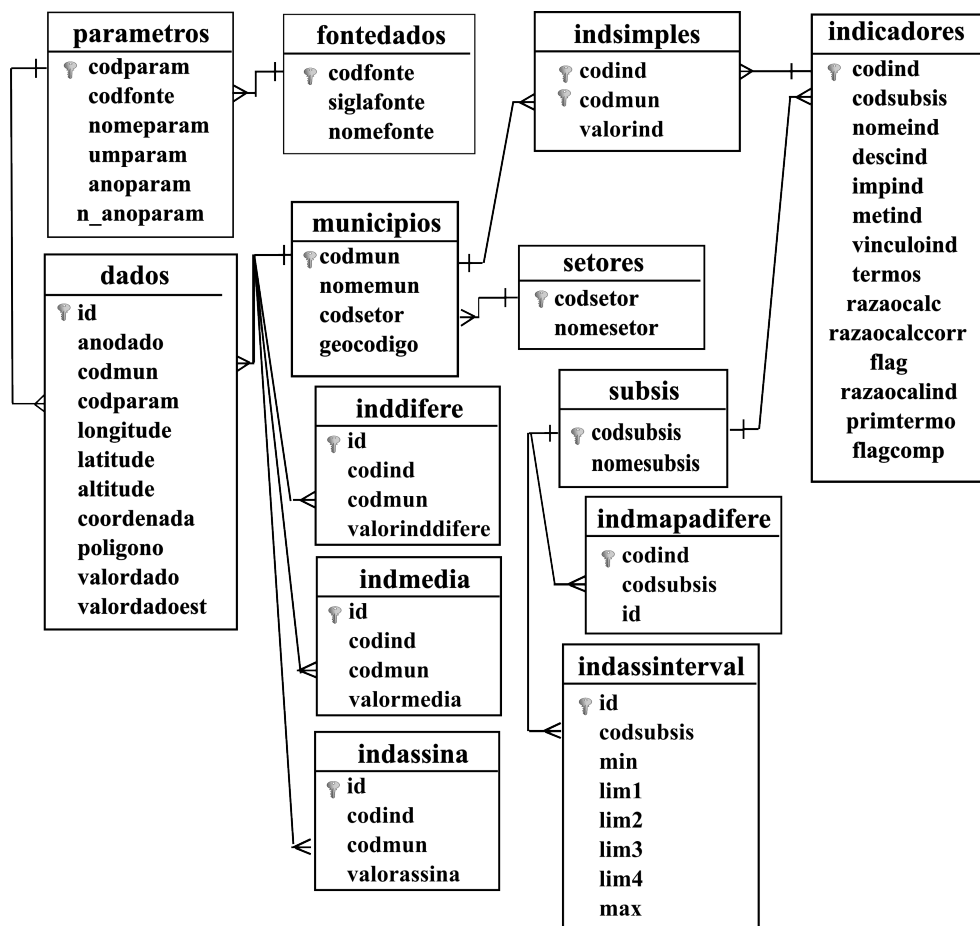 parametros
codparam
codfonte
nomeparam
umparam
anoparam
n_anoparam
fontedados
codfonte
siglafonte
nomefonte
indsimples
codind
codmun
valorind
indicadores
codind
codsubsis
nomeind
descind
impind
metind
vinculoind
termos
razaocalc
razaocalccorr
flag
razaocalind
primtermo
flagcomp
dados
id
anodado
codmun
codparam
longitude
latitude
altitude
coordenada
poligono
valordado
valordadoest
municipios
codmun
nomemun
codsetor
geocodigo
setores
codsetor
nomesetor
inddifere
id
codind
codmun
valorinddifere
subsis
codsubsis
nomesubsis
indmapadifere
codind
codsubsis
id
indmedia
id
codind
codmun
valormedia
indassinterval
id
codsubsis
min
lim1
lim2
lim3
lim4
max
indassina
id
codind
codmun
valorassina